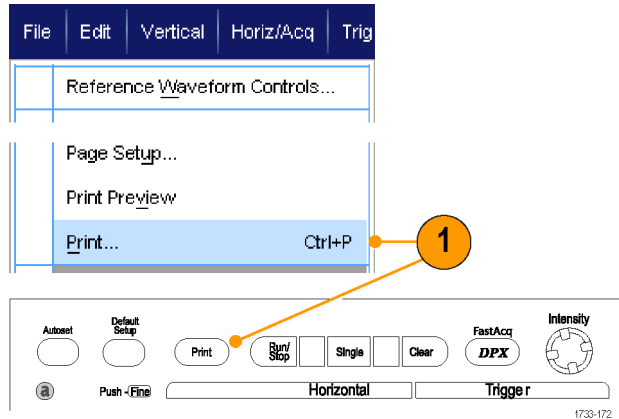 File Edit Vertical Horiz/Acq Trig
Reference Waveform Controls...
Page Setup...
Print Preview
Print... Ctrl+P
1
Autoset
Default
Setup
Print
Run/
Stop
Single
Clear
FastAcq
DPX
Intensity
a
Push - Fine
Horizontal
Trigger
1733-172